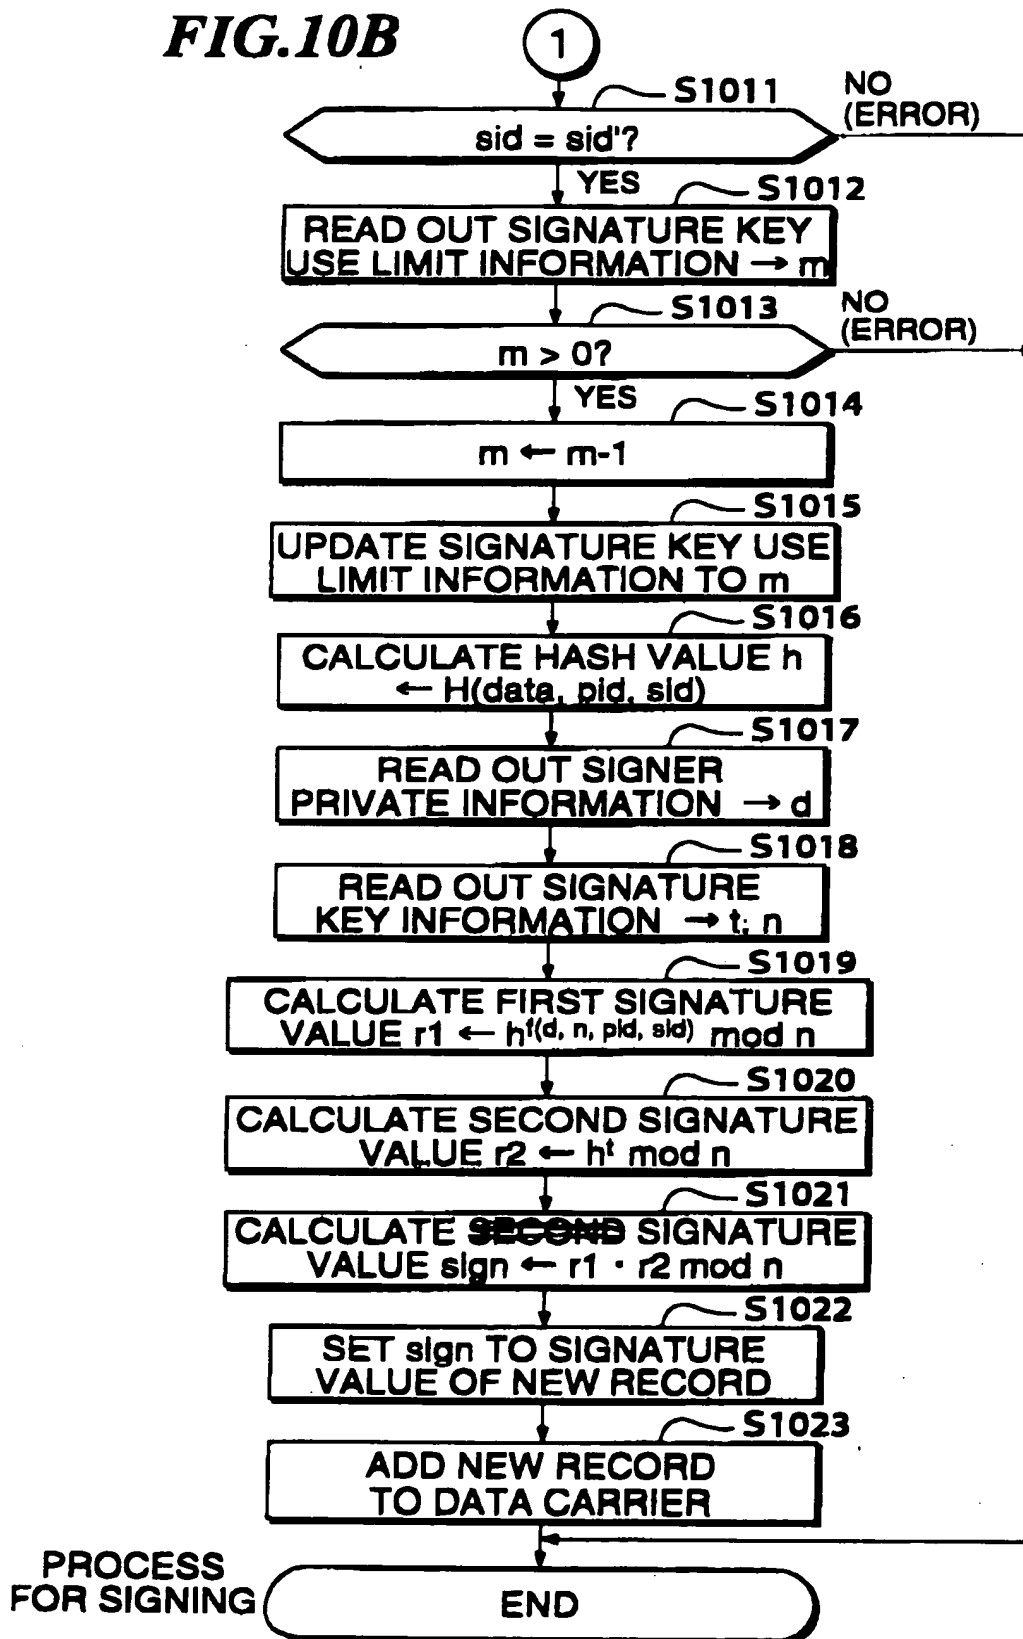 FIG.10B
1
S1011
NO
(ERROR)
sid = sid'?
YES
S1012
READ OUT SIGNATURE KEY
USE LIMIT INFORMATION → m
S1013
NO
(ERROR)
m > 0?
YES
S1014
m ← m-1
S1015
UPDATE SIGNATURE KEY USE
LIMIT INFORMATION TO m
S1016
CALCULATE HASH VALUE h
← H(data, pid, sid)
S1017
READ OUT SIGNER
PRIVATE INFORMATION → d
S1018
READ OUT SIGNATURE
KEY INFORMATION → t; n
S1019
CALCULATE FIRST SIGNATURE
VALUE r1 ← h^f(d, n, pid, sid) mod n
S1020
CALCULATE SECOND SIGNATURE
VALUE r2 ← h^t mod n
S1021
CALCULATE SECOND SIGNATURE
VALUE sign ← r1 · r2 mod n
S1022
SET sign TO SIGNATURE
VALUE OF NEW RECORD
S1023
ADD NEW RECORD
TO DATA CARRIER
PROCESS
FOR SIGNING
END